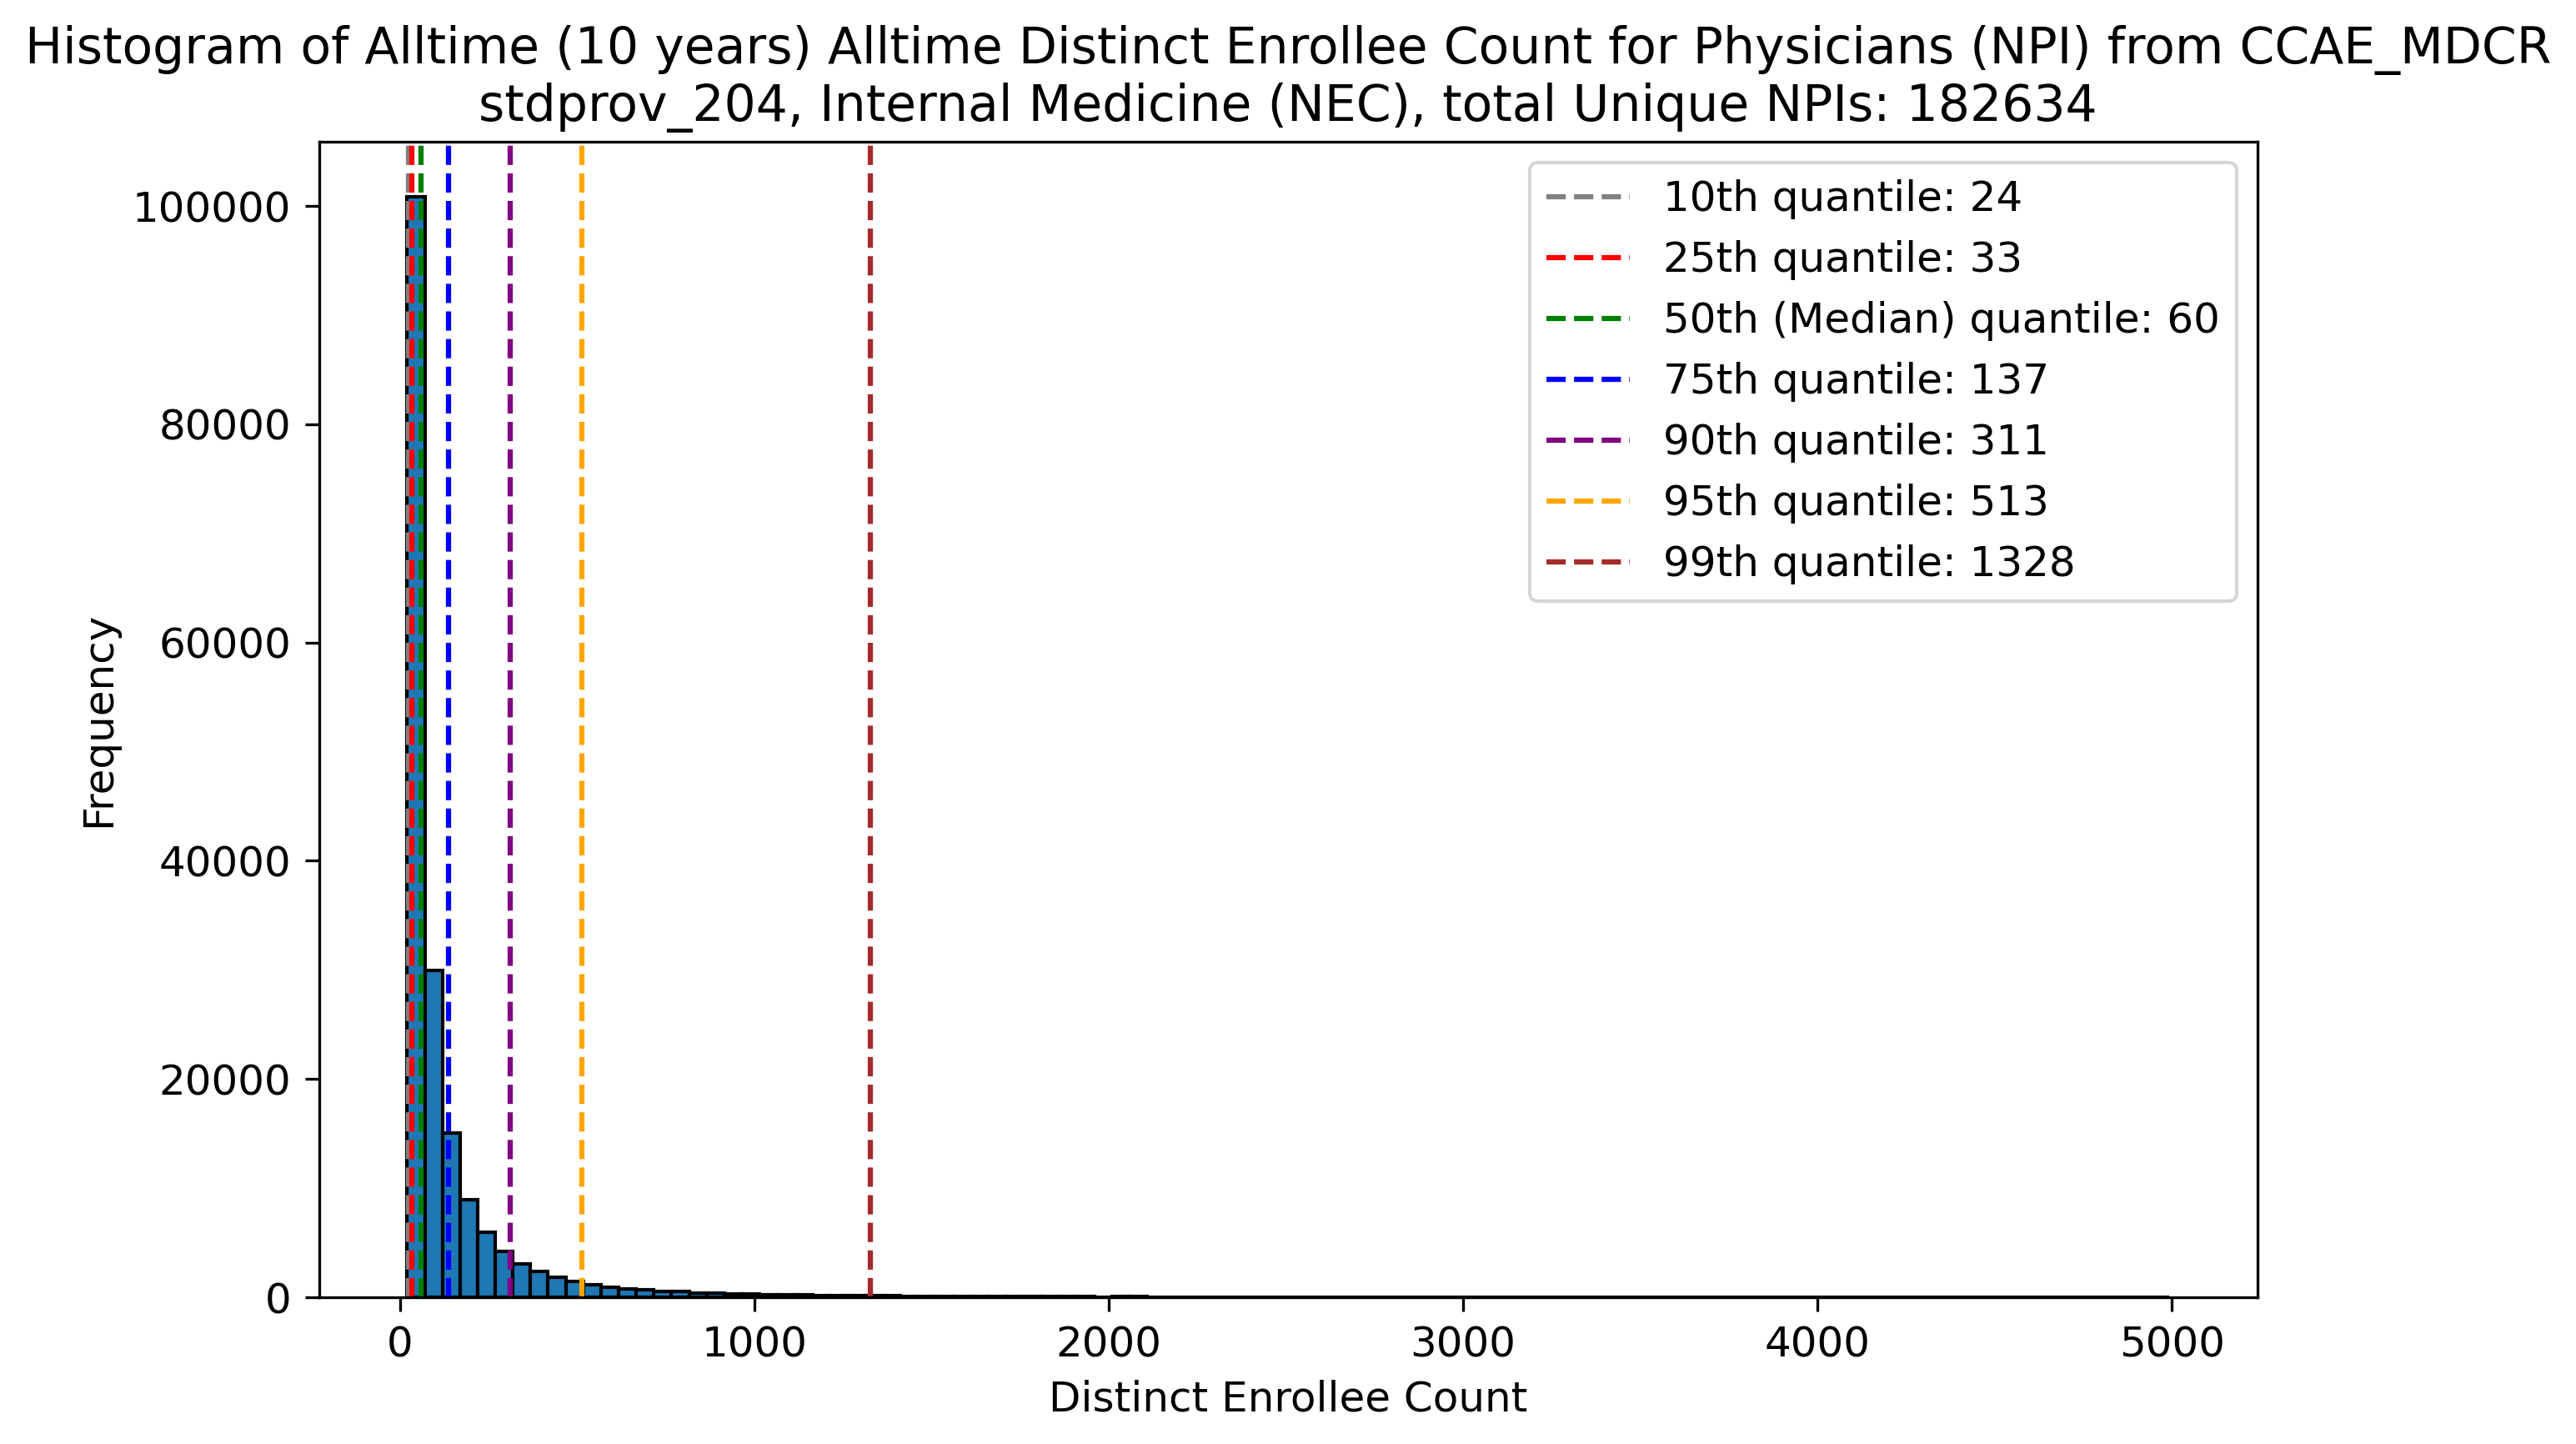 Histogram of Alltime (10 years) Alltime Distinct Enrollee Count for Physicians (NPI) from CCAE_MDCR
stdprov_204, Internal Medicine (NEC), total Unique NPIs: 182634
10th quantile: 24
25th quantile: 33
50th (Median) quantile: 60
75th quantile: 137
90th quantile: 311
95th quantile: 513
99th quantile: 1328
Frequency
100000
80000
60000
40000
20000
0
0 1000 2000 3000 4000 5000
Distinct Enrollee Count